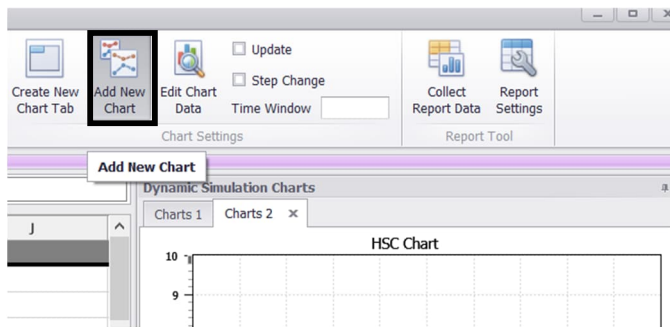 Create New
Chart Tab
Add New
Chart
Edit Chart
Data
Update
Step Change
Time Window
Chart Settings
Collect
Report Data
Report
Settings
Report Tool
Add New Chart
Dynamic Simulation Charts
Charts 1
Charts 2
J
HSC Chart
10
9